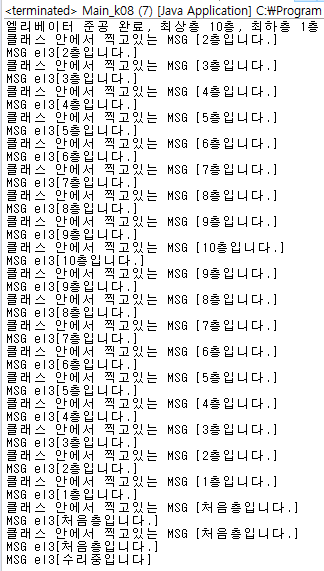 <terminated> Main_k08 (7) [Java Application] C:\Program
엘리베이터 준공 완료, 최상층 10층, 최하층 1층
클래스 안에서 찍고있는 MSG [2층입니다.]
MSG el3[2층입니다.]
클래스 안에서 찍고있는 MSG [3층입니다.]
MSG el3[3층입니다.]
클래스 안에서 찍고있는 MSG [4층입니다.]
MSG el3[4층입니다.]
클래스 안에서 찍고있는 MSG [5층입니다.]
MSG el3[5층입니다.]
클래스 안에서 찍고있는 MSG [6층입니다.]
MSG el3[6층입니다.]
클래스 안에서 찍고있는 MSG [7층입니다.]
MSG el3[7층입니다.]
클래스 안에서 찍고있는 MSG [8층입니다.]
MSG el3[8층입니다.]
클래스 안에서 찍고있는 MSG [9층입니다.]
MSG el3[9층입니다.]
클래스 안에서 찍고있는 MSG [10층입니다.]
MSG el3[10층입니다.]
클래스 안에서 찍고있는 MSG [9층입니다.]
MSG el3[9층입니다.]
클래스 안에서 찍고있는 MSG [8층입니다.]
MSG el3[8층입니다.]
클래스 안에서 찍고있는 MSG [7층입니다.]
MSG el3[7층입니다.]
클래스 안에서 찍고있는 MSG [6층입니다.]
MSG el3[6층입니다.]
클래스 안에서 찍고있는 MSG [5층입니다.]
MSG el3[5층입니다.]
클래스 안에서 찍고있는 MSG [4층입니다.]
MSG el3[4층입니다.]
클래스 안에서 찍고있는 MSG [3층입니다.]
MSG el3[3층입니다.]
클래스 안에서 찍고있는 MSG [2층입니다.]
MSG el3[2층입니다.]
클래스 안에서 찍고있는 MSG [1층입니다.]
MSG el3[1층입니다.]
클래스 안에서 찍고있는 MSG [처음층입니다.]
MSG el3[처음층입니다.]
클래스 안에서 찍고있는 MSG [처음층입니다.]
MSG el3[처음층입니다.]
MSG el3[수리중입니다]